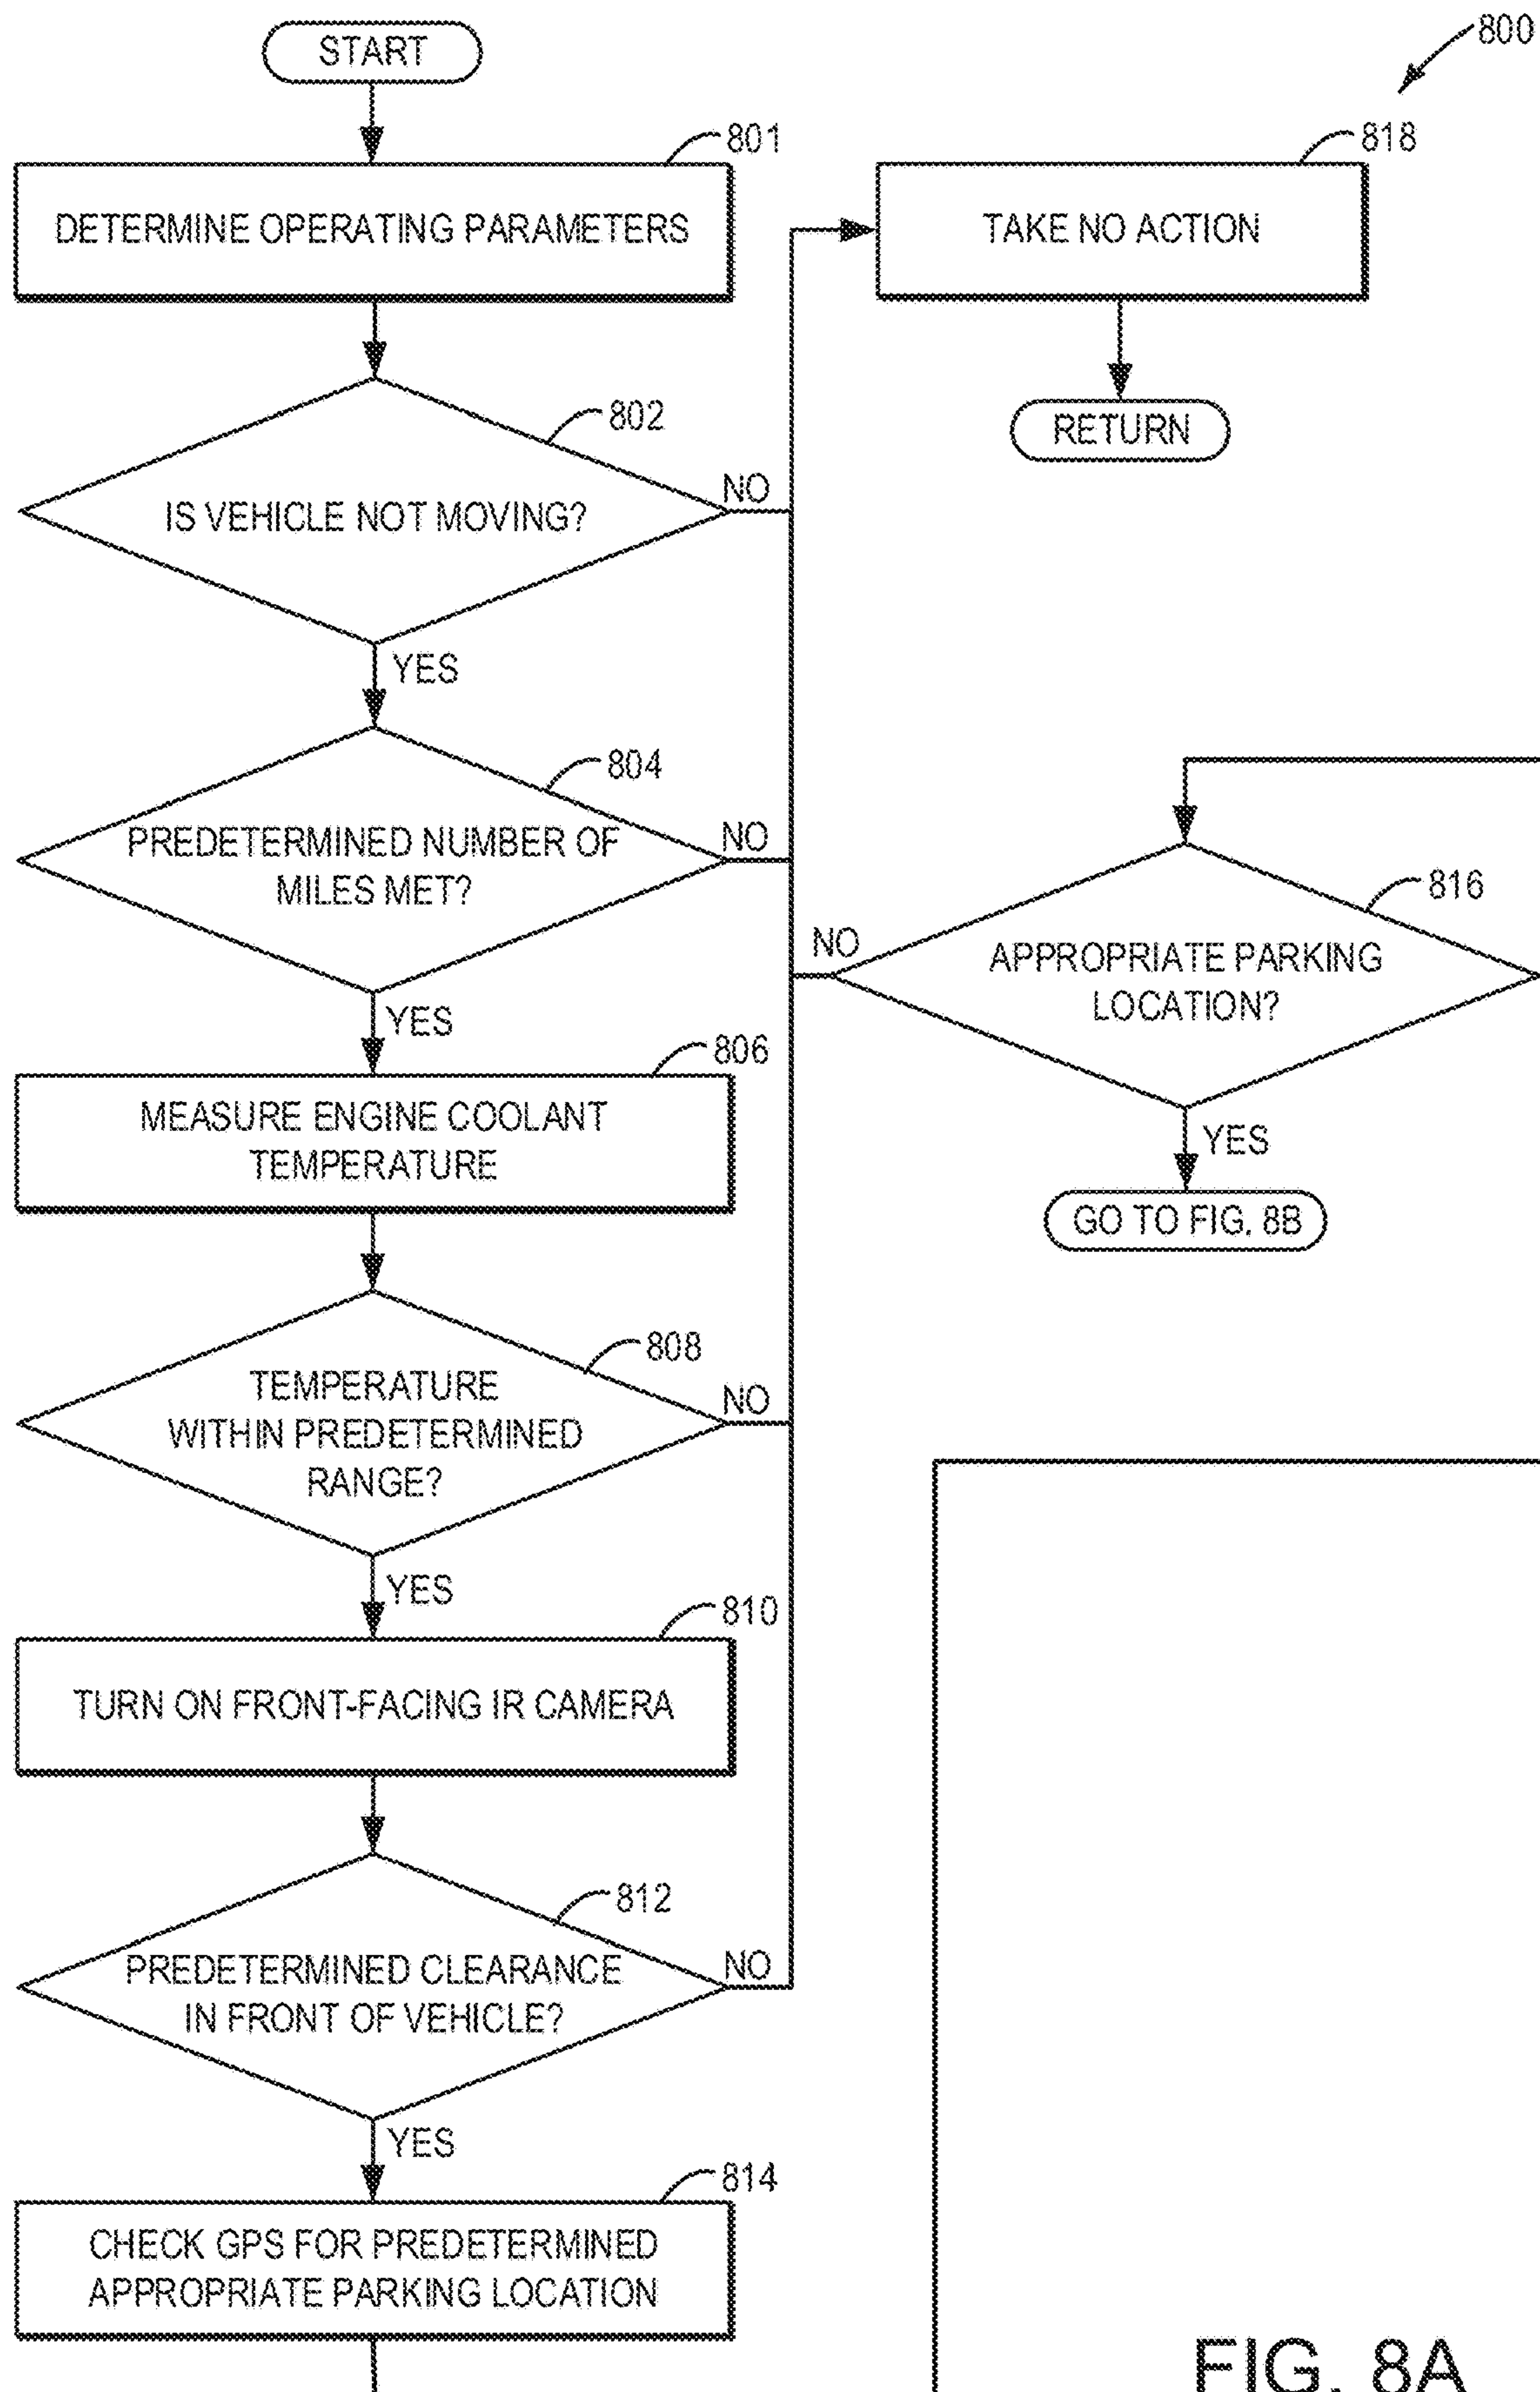 800
START
801
DETERMINE OPERATING PARAMETERS
802
IS VEHICLE NOT MOVING?
NO
YES
804
PREDETERMINED NUMBER OF
MILES MET?
NO
YES
806
MEASURE ENGINE COOLANT
TEMPERATURE
808
TEMPERATURE
WITHIN PREDETERMINED
RANGE?
NO
YES
810
TURN ON FRONT-FACING IR CAMERA
812
PREDETERMINED CLEARANCE
IN FRONT OF VEHICLE?
NO
YES
814
CHECK GPS FOR PREDETERMINED
APPROPRIATE PARKING LOCATION
818
TAKE NO ACTION
RETURN
816
APPROPRIATE PARKING
LOCATION?
NO
YES
GO TO FIG. 8B
FIG. 8A